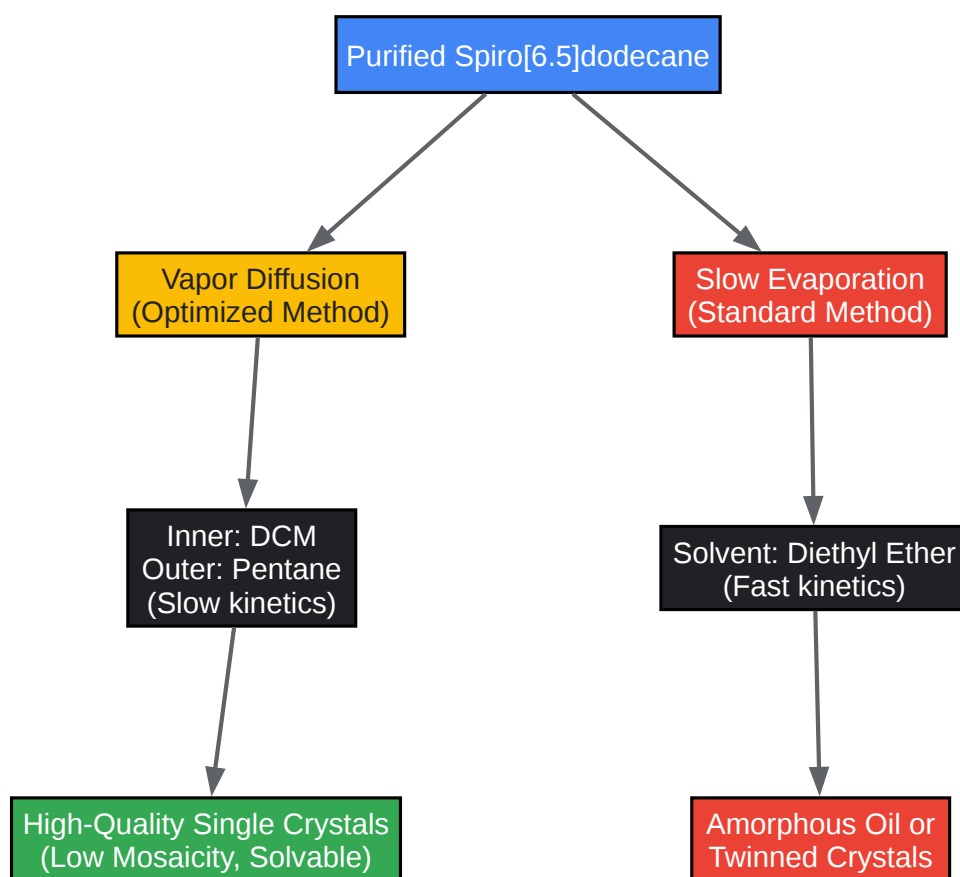 Purified Spiro[6.5]dodecane
Vapor Diffusion
(Optimized Method)
Slow Evaporation
(Standard Method)
Inner: DCM
Outer: Pentane
(Slow kinetics)
Solvent: Diethyl Ether
(Fast kinetics)
High-Quality Single Crystals
(Low Mosaicity, Solvable)
Amorphous Oil or
Twinned Crystals